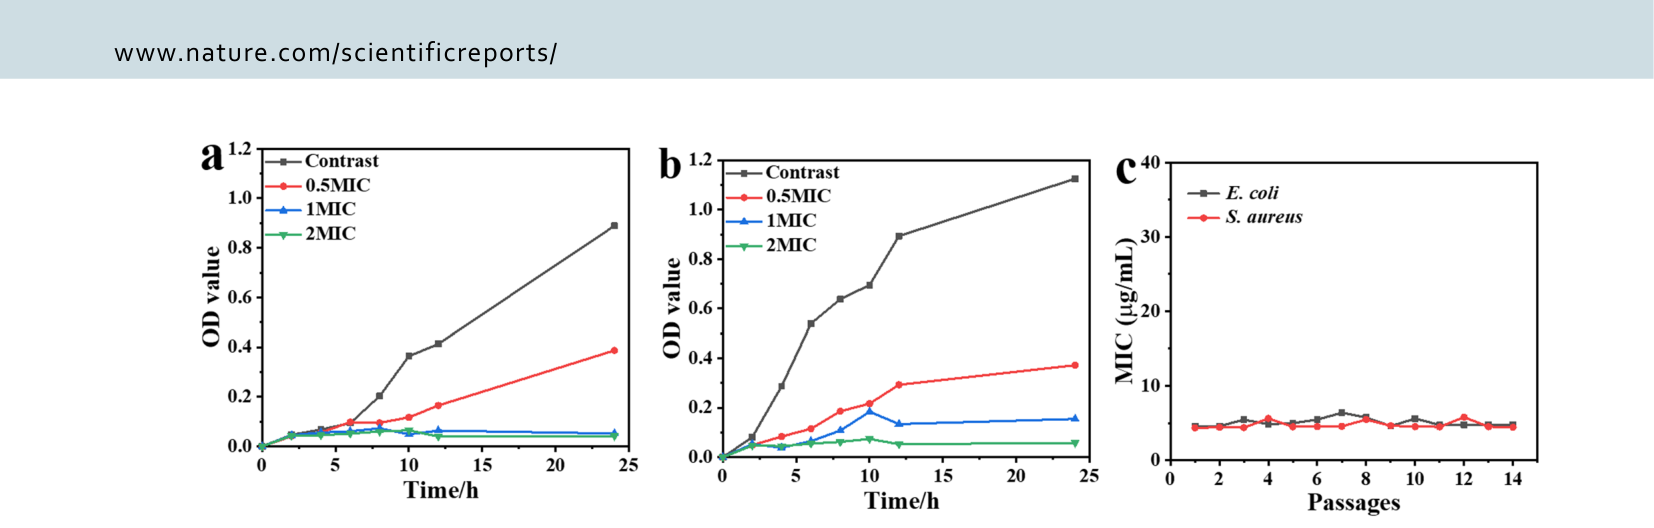 www.nature.com/scientificreports/
a
1.2
1.0
0.8
0.6
0.4
0.2
0.0
OD value
Contrast
0.5MIC
1MIC
2MIC
0 5 10 15 20 25
Time/h
b
1.2
1.0
0.8
0.6
0.4
0.2
0.0
OD value
Contrast
0.5MIC
1MIC
2MIC
0 5 10 15 20 25
Time/h
c
40
30
20
10
0
MIC (μg/mL)
E. coli
S. aureus
0 2 4 6 8 10 12 14
Passages